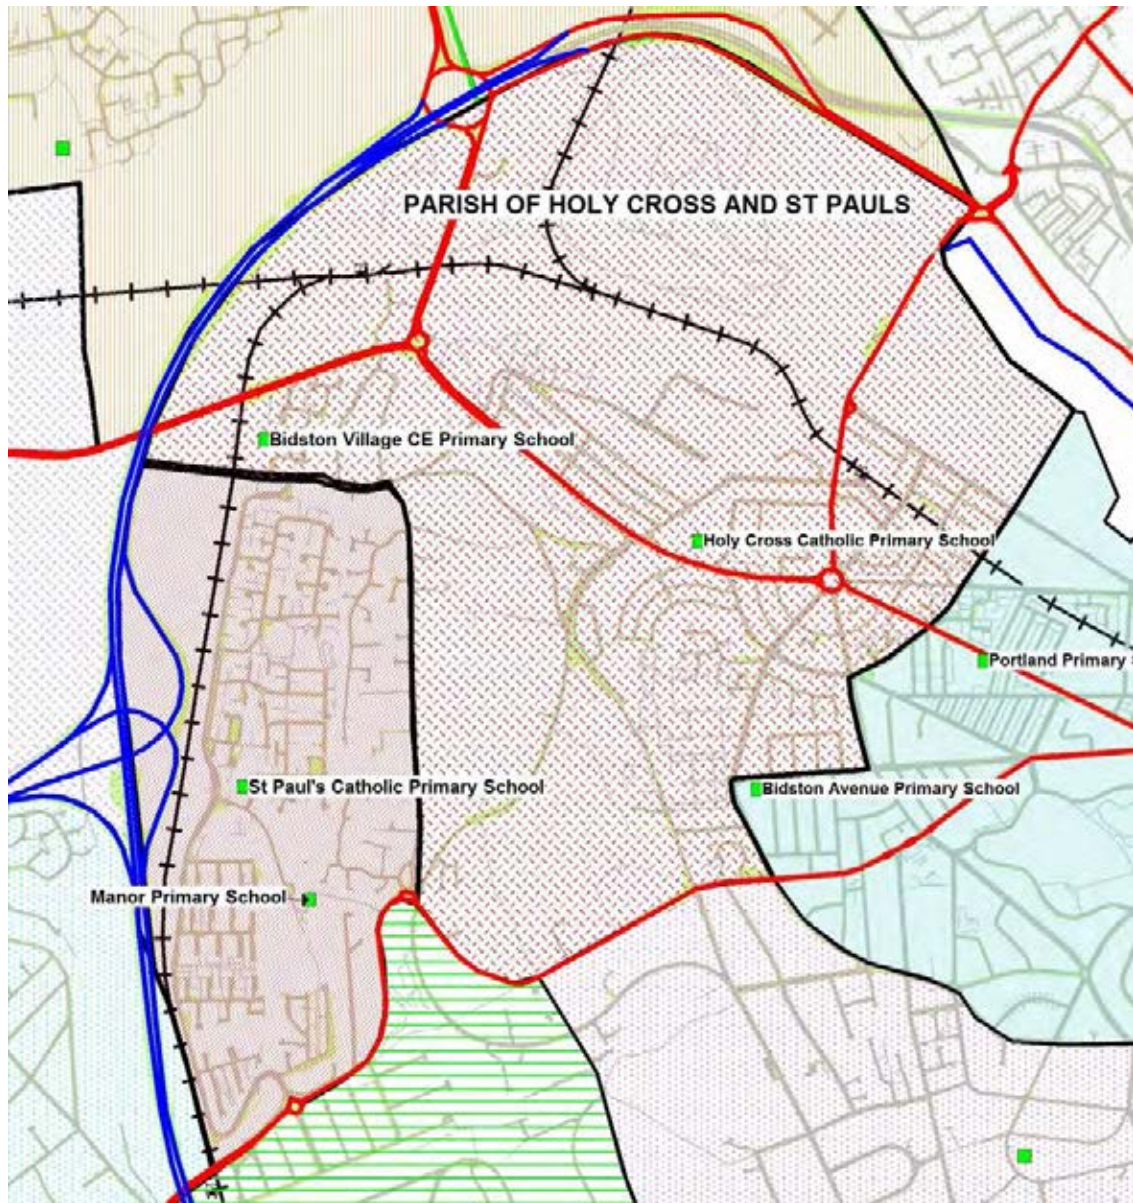 PARISH OF HOLY CROSS AND ST PAULS
Bidston Village CE Primary School
Holy Cross Catholic Primary School
Portland Primary S
St Paul's Catholic Primary School
Bidston Avenue Primary School
Manor Primary School